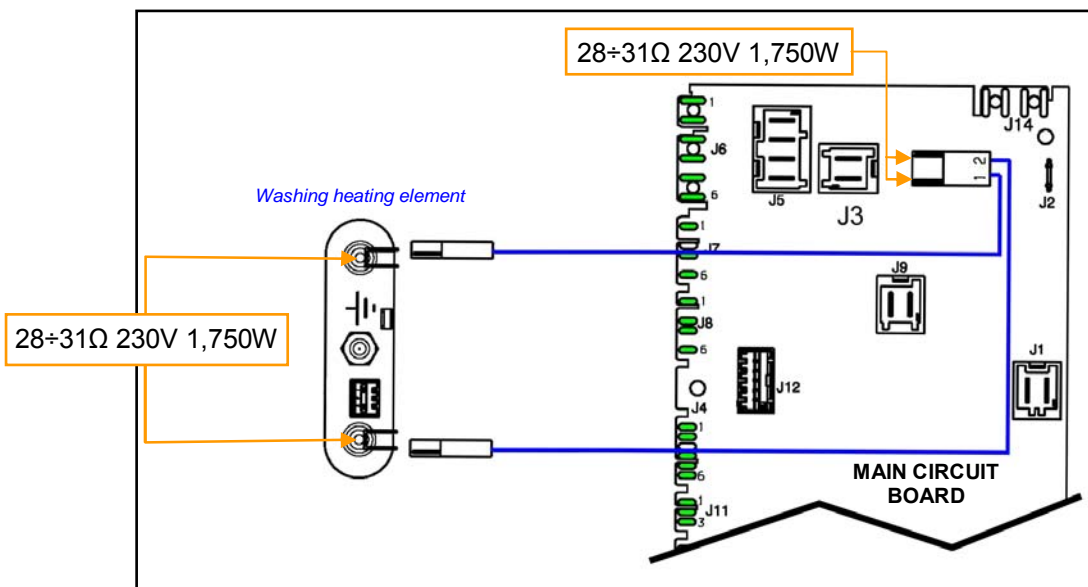 28÷31Ω 230V 1,750W
1
J14
J6
J5
J3
2
1
J2
6
Washing heating element
1
J7
6
J9
1
28÷31Ω 230V 1,750W
J8
6
J1
J12
J4
1
MAIN CIRCUIT
BOARD
6
1
J11
3